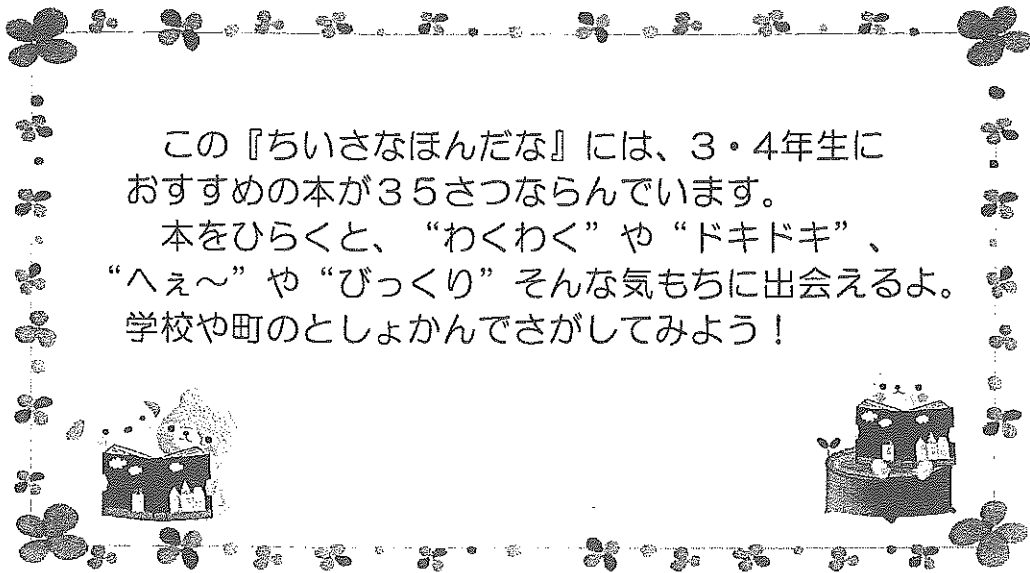 この『ちいさなほんだな』には、3・4年生に
おすすめの本が35さつならんでいます。
本をひらくと、“わくわく”や“ドキドキ”、
“へぇ～”や“びっくり”そんな気もちに出会えるよ。
学校や町のとしょかんでさがしてみよう！